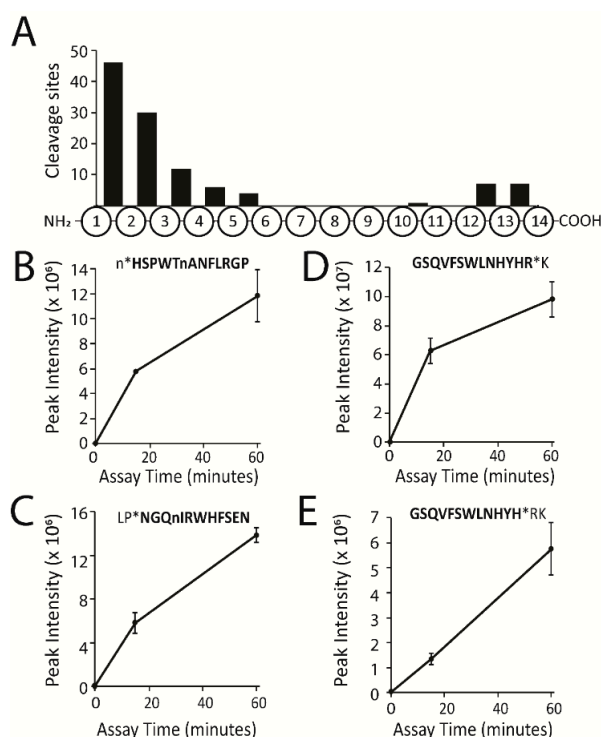 A
Cleavage sites
50
40
30
20
10
NH₂ 1 2 3 4 5 6 7 8 9 10 11 12 13 14 COOH
B
n*HSPWTnANFLRGP
Peak Intensity (x 10⁶)
14
12
10
8
6
4
2
0
0 20 40 60
Assay Time (minutes)
D
GSQVFSWLNHYHR*K
Peak Intensity (x 10⁷)
12
10
8
6
4
2
0
0 20 40 60
Assay Time (minutes)
C
LP*NGQnIRWHFSEN
Peak Intensity (x 10⁶)
16
12
8
4
0
0 20 40 60
Assay Time (minutes)
E
GSQVFSWLNHYH*RK
Peak Intensity (x 10⁶)
7
6
5
4
3
2
1
0
0 20 40 60
Assay Time (minutes)